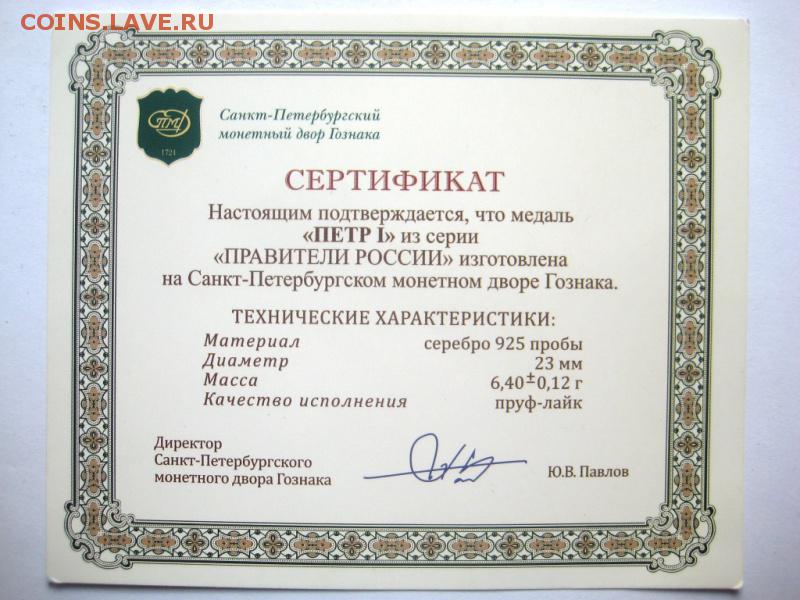 COINS.LAVE.RU
СПМД
1724
Санкт-Петербургский
монетный двор Гознака
СЕРТИФИКАТ
Настоящим подтверждается, что медаль
«ПЕТР I» из серии
«ПРАВИТЕЛИ РОССИИ» изготовлена
на Санкт-Петербургском монетном дворе Гознака.
ТЕХНИЧЕСКИЕ ХАРАКТЕРИСТИКИ:
Материал серебро 925 пробы
Диаметр 23 мм
Масса 6,40±0,12 г
Качество исполнения пруф-лайк
Директор
Санкт-Петербургского
монетного двора Гознака
Ю.В. Павлов